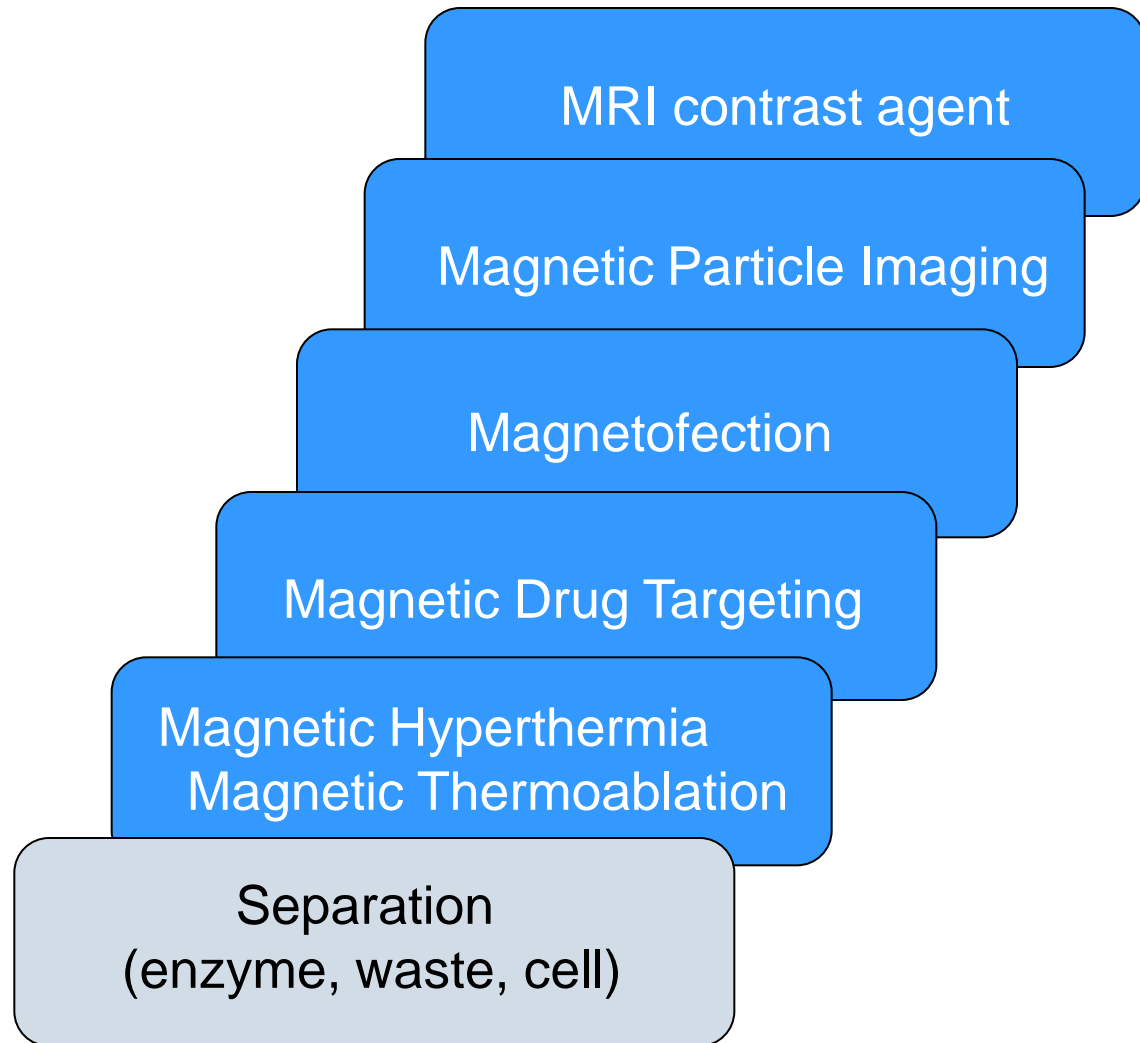 MRI contrast agent
Magnetic Particle Imaging
Magnetofection
Magnetic Drug Targeting
Magnetic Hyperthermia
Magnetic Thermoablation
Separation
(enzyme, waste, cell)